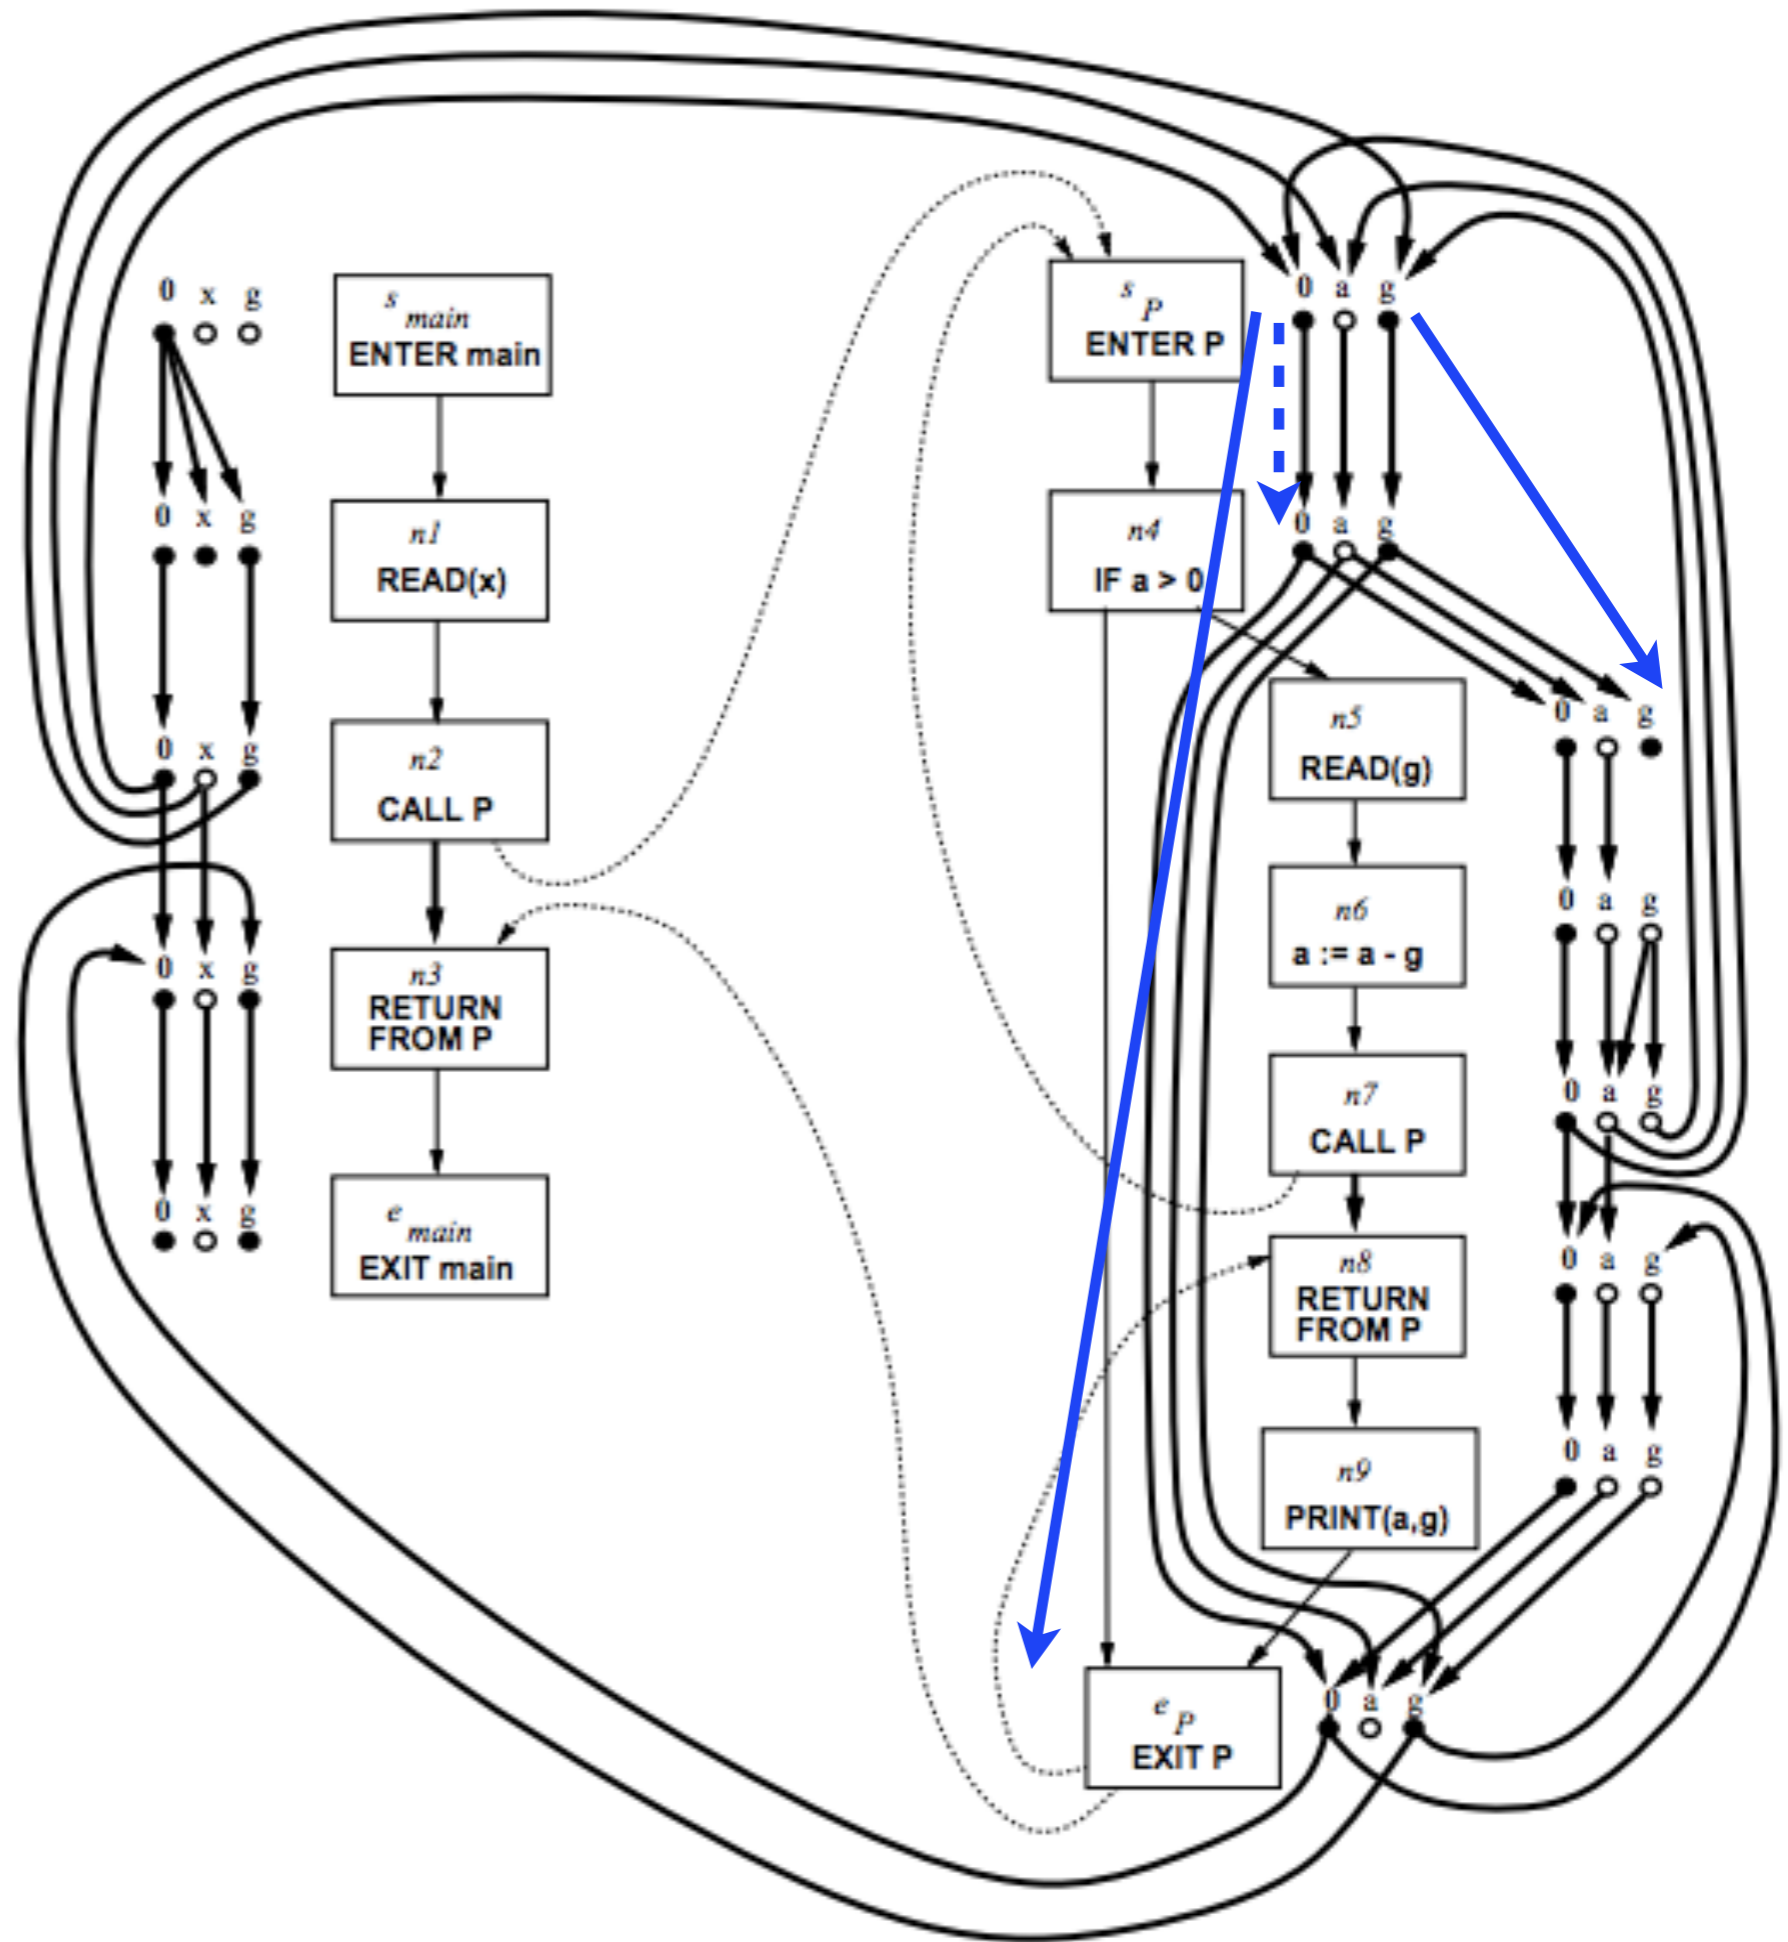 0 x g
s main
ENTER main
0 x g
n1
READ(x)
0 x g
n2
CALL P
0 x g
n3
RETURN
FROM P
0 x g
e main
EXIT main
0 a g
s P
ENTER P
0 a g
n4
IF a > 0
0 a g
n5
READ(g)
0 a g
n6
a := a - g
0 a g
n7
CALL P
0 a g
n8
RETURN
FROM P
0 a g
n9
PRINT(a,g)
0 a g
e P
EXIT P